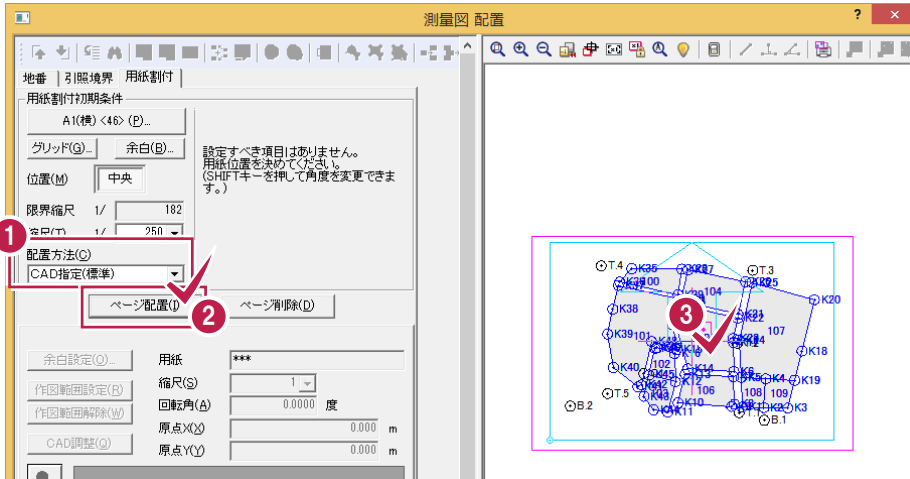 測量図 配置
?
×
地番
引照境界
用紙割付
用紙割付初期条件
A1(横) <46> (P)...
グリッド(G)...
余白(B)...
位置(M)
中央
設定すべき項目はありません。
用紙位置を決めてください。
(SHIFTキーを押して角度を変更できま
す。)
限界縮尺 1/ 182
縮尺(T) 1/ 250
1
配置方法(C)
CAD指定(標準)
ページ配置(I)
ページ削除(D)
2
余白設定(O)...
作図範囲設定(R)
作図範囲解除(W)
CAD調整(Q)
用紙 ***
縮尺(S) 1
回転角(A) 0.0000 度
原点X(X) 0.000 m
原点Y(Y) 0.000 m
3
T.4
K35
T.3
100
104
K20
K38
107
K39
101
K18
K40
102
K14
K12
106
K5
K4
K19
108
109
T.5
B.2
K10
K11
K2
K3
B.1